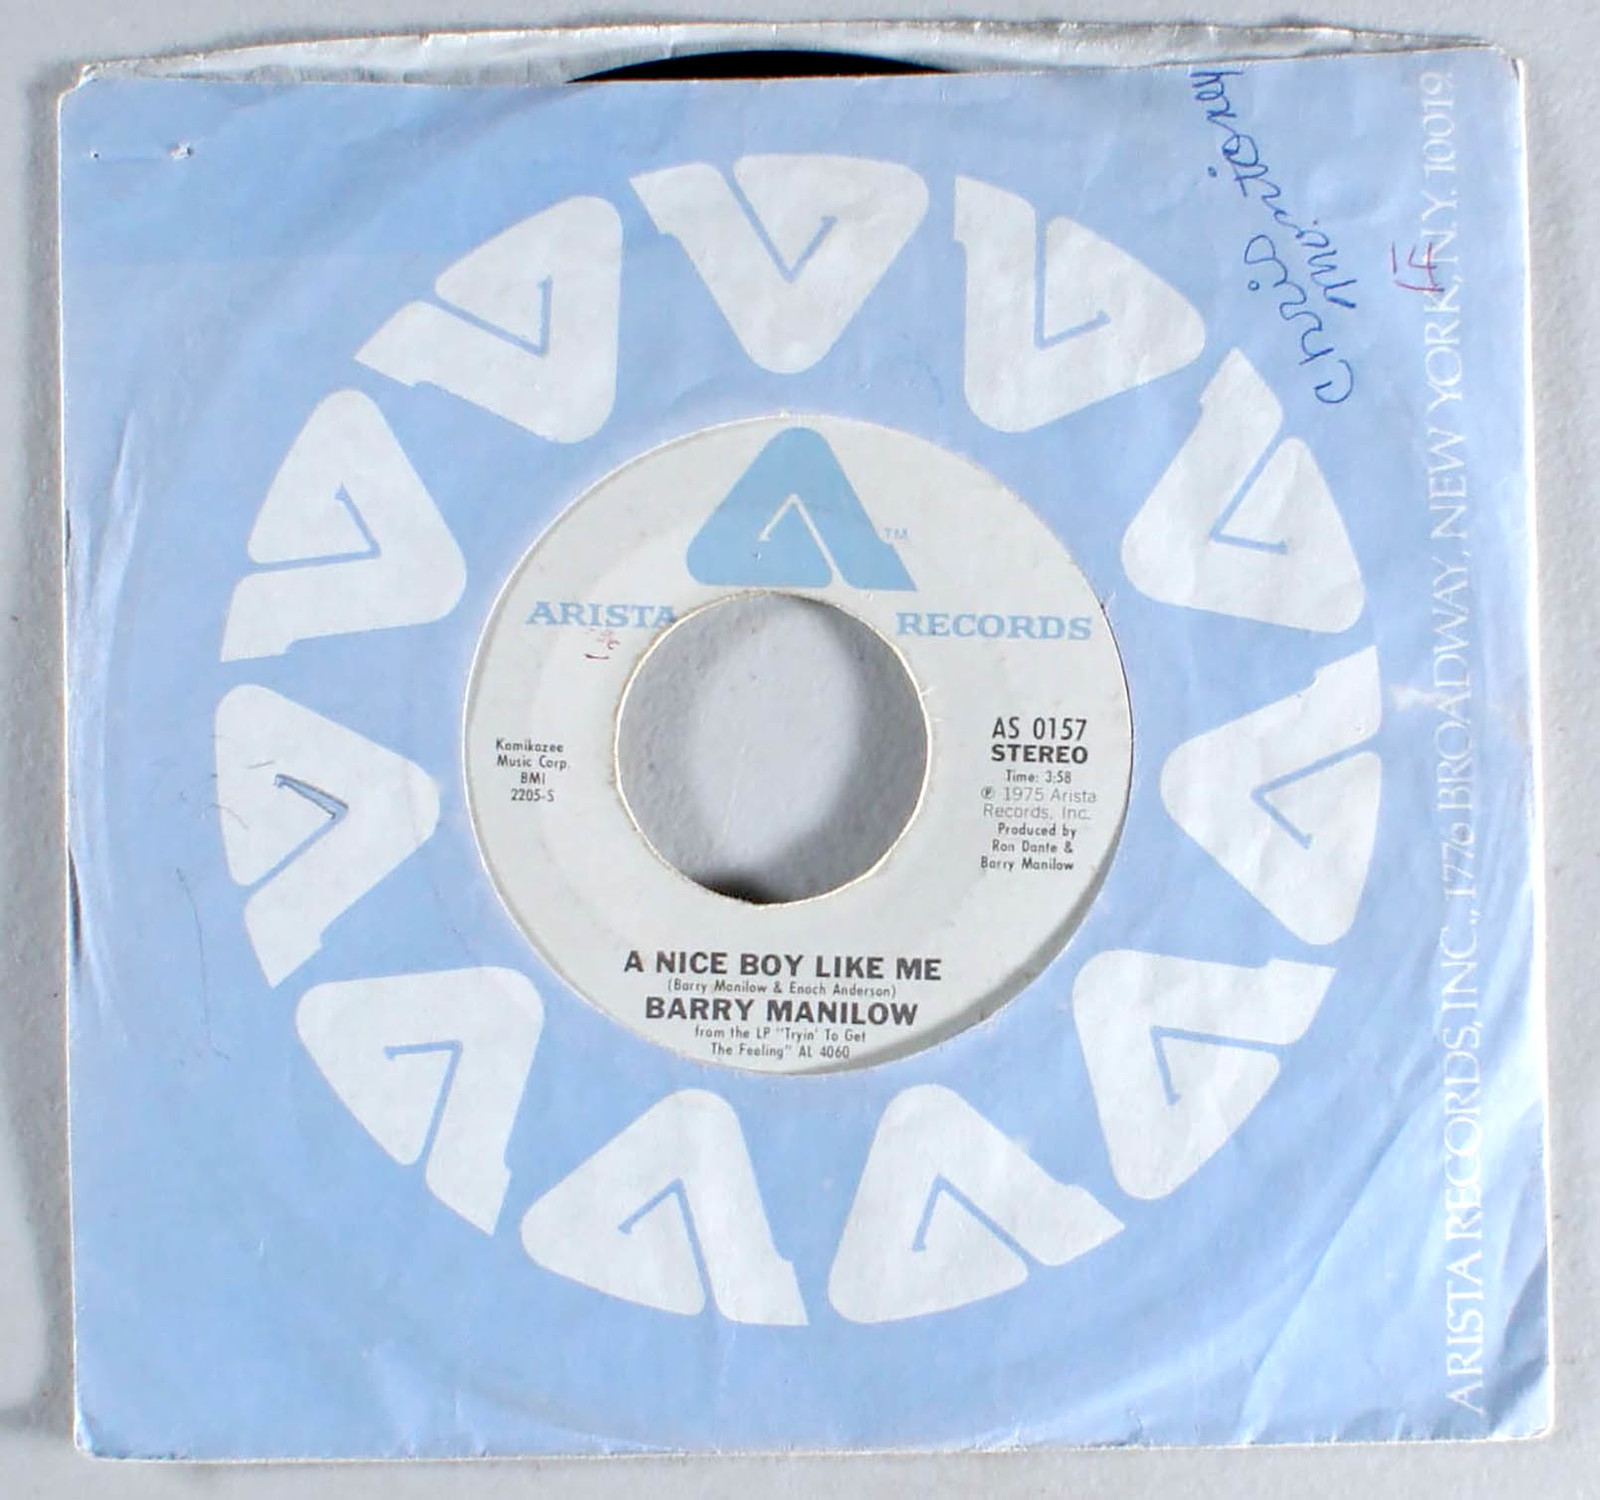 ARISTA RECORDS
TM
Kamikazee
Music Corp.
BMI
2205-S
AS 0157
STEREO
Time: 3:58
℗ 1975 Arista
Records, Inc.
Produced by
Ron Dante &
Barry Manilow
A NICE BOY LIKE ME
(Barry Manilow & Enoch Anderson)
BARRY MANILOW
from the LP "Tryin' To Get
The Feeling" AL 4060
Chris
ARISTA RECORDS, INC., 1776 BROADWAY, NEW YORK, N.Y. 10019